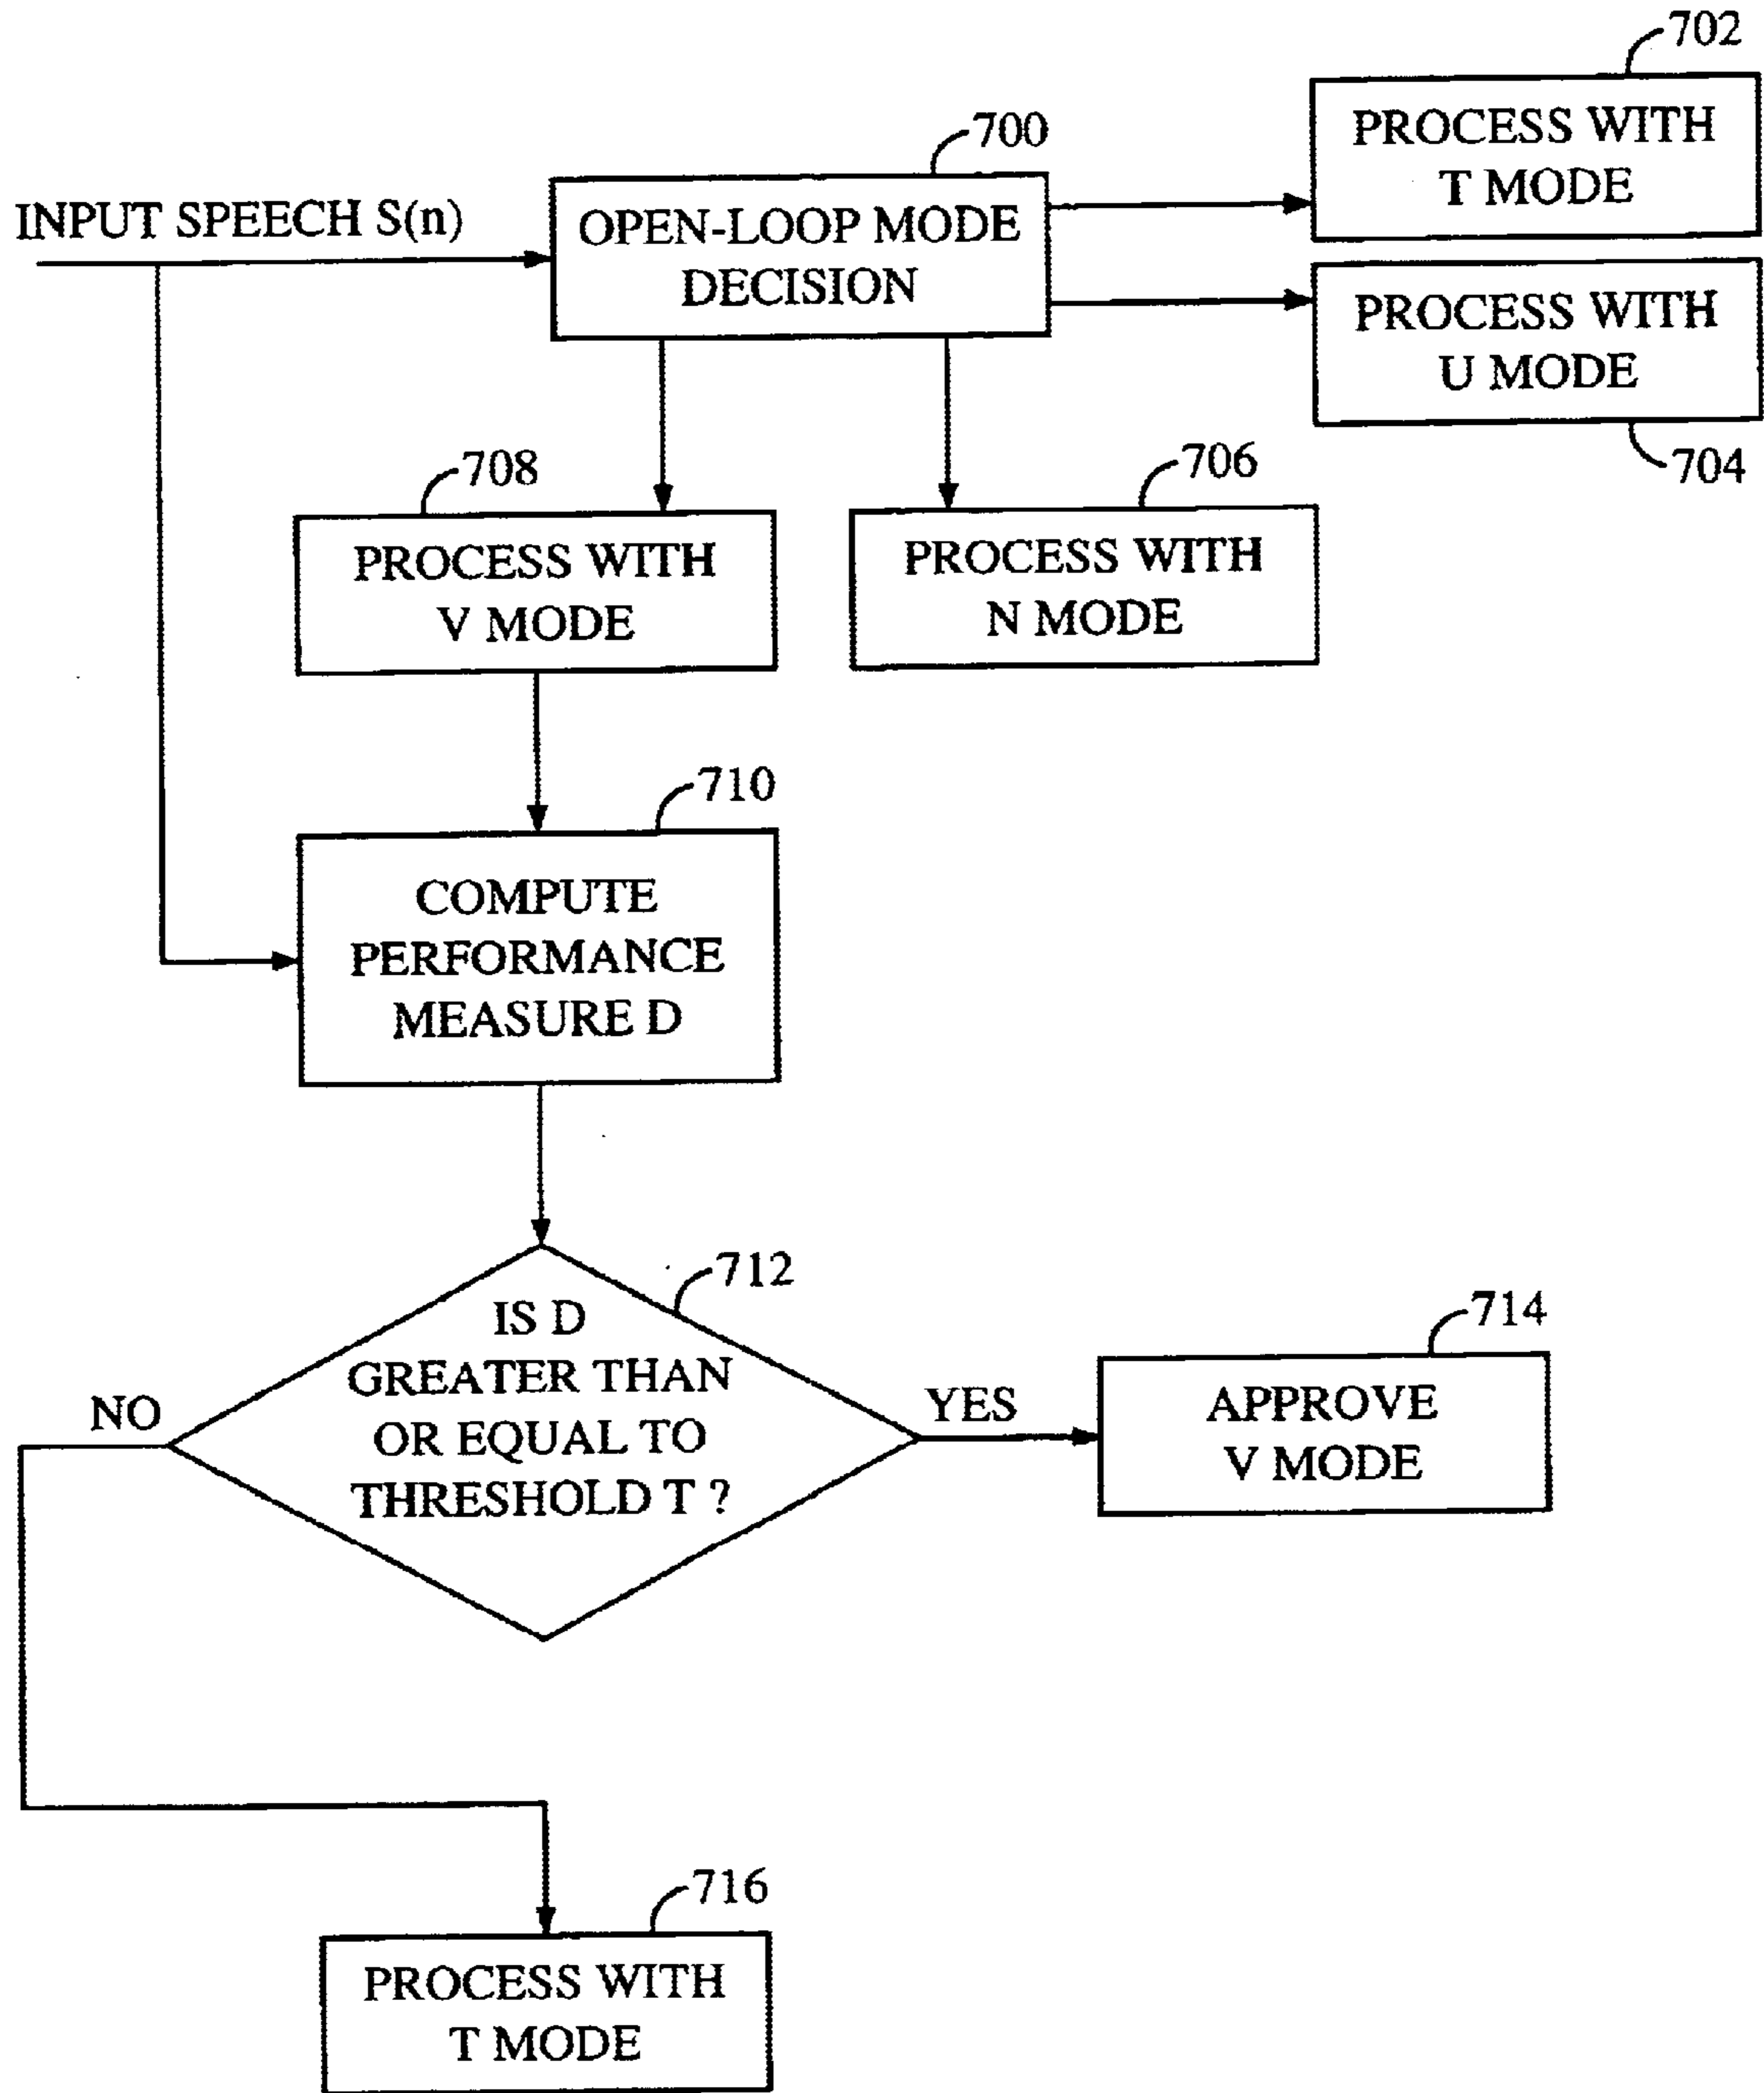 702
PROCESS WITH
T MODE
700
INPUT SPEECH S(n)
OPEN-LOOP MODE
DECISION
PROCESS WITH
U MODE
704
708
PROCESS WITH
V MODE
706
PROCESS WITH
N MODE
710
COMPUTE
PERFORMANCE
MEASURE D
712
IS D
GREATER THAN
OR EQUAL TO
THRESHOLD T ?
NO
YES
714
APPROVE
V MODE
716
PROCESS WITH
T MODE